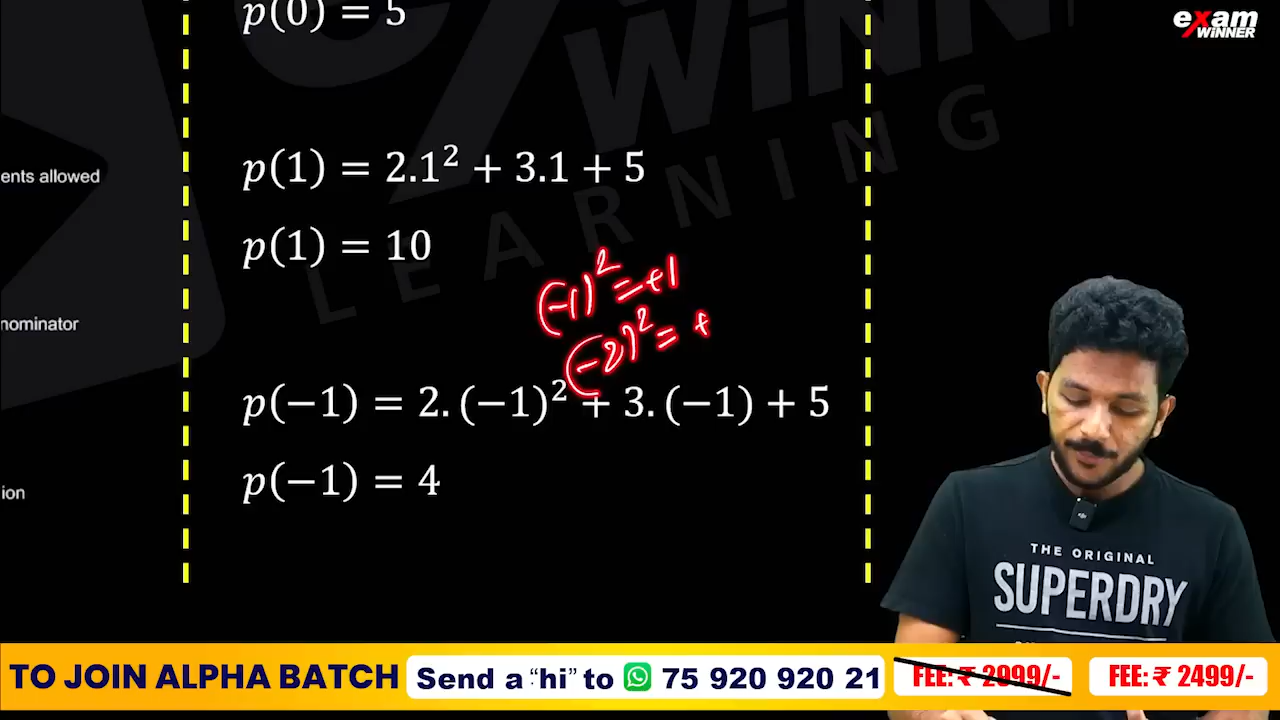 p(0) = 5
exam
WiNNER
WiNN
LEARNING
ents allowed
p(1) = 2.1² + 3.1 + 5
p(1) = 10
(-1)² = +1
nominator
(-2)² = +
p(−1) = 2. (−1)² + 3. (−1) + 5
p(−1) = 4
ion
THE ORIGINAL
SUPERDRY
TO JOIN ALPHA BATCH
Send a “hi” to 75 920 920 21
FEE: ₹ 2999/-
FEE: ₹ 2499/-